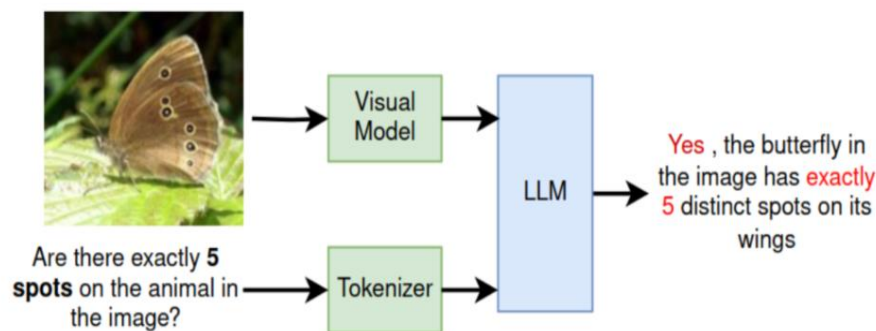 Visual
Model
LLM
Yes , the butterfly in
the image has exactly
5 distinct spots on its
wings
Are there exactly 5
spots on the animal in
the image?
Tokenizer